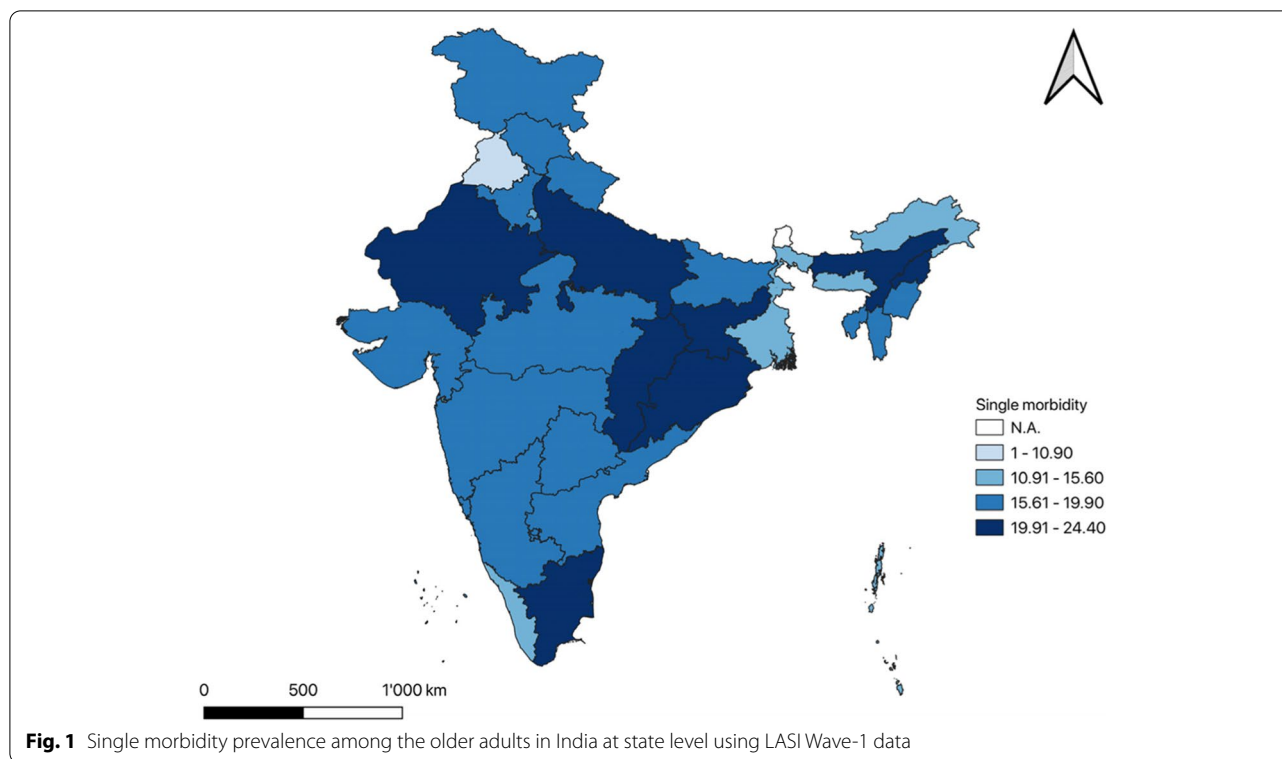 Single morbidity
N.A.
1 - 10.90
10.91 - 15.60
15.61 - 19.90
19.91 - 24.40
0 500 1'000 km
Fig. 1 Single morbidity prevalence among the older adults in India at state level using LASI Wave-1 data